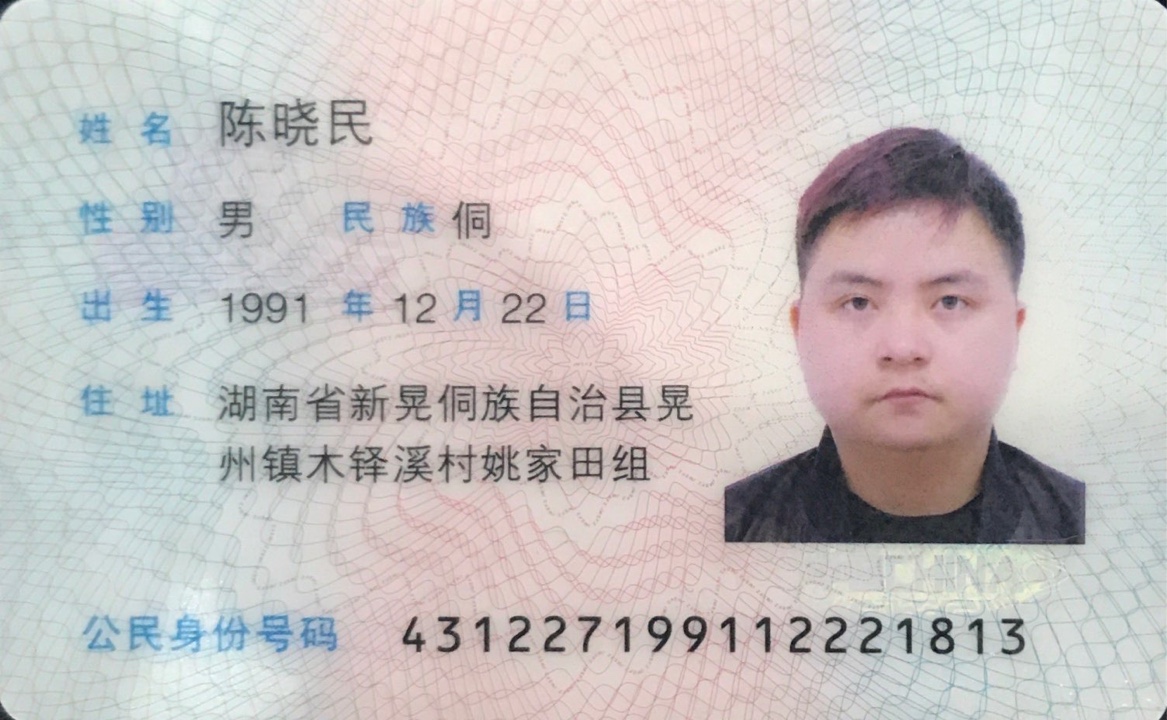 姓名 陈晓民
性别 男 民族 侗
出生 1991 年 12 月 22 日
住址 湖南省新晃侗族自治县晃
州镇木铎溪村姚家田组
公民身份号码 431227199112221813